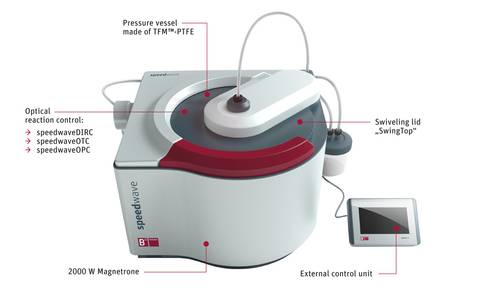 Pressure vessel
made of TFM™-PTFE
speedwave
Optical
reaction control:
→ speedwaveDIRC
→ speedwaveOTC
→ speedwaveOPC
Swiveling lid
„SwingTop“
speedwave
B
2000 W Magnetrone
External control unit